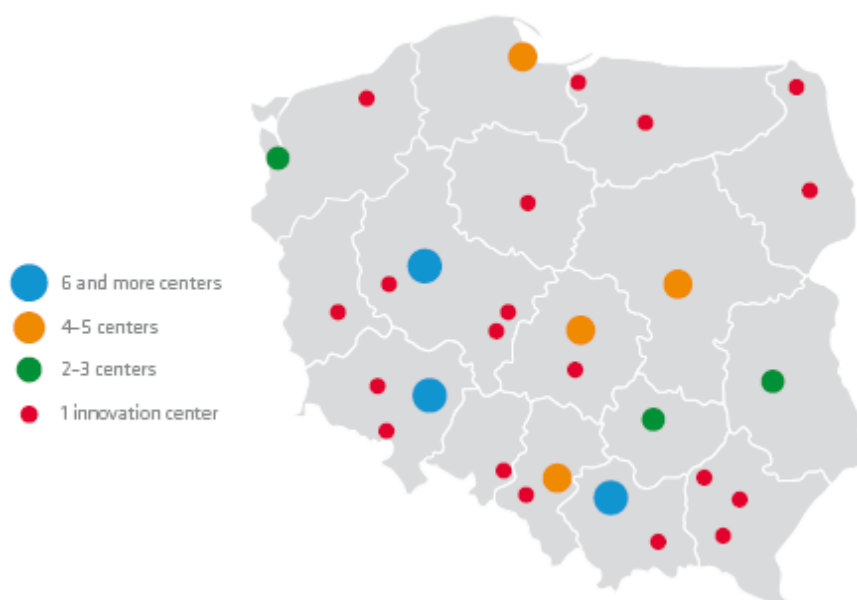 6 and more centers
4–5 centers
2–3 centers
1 innovation center